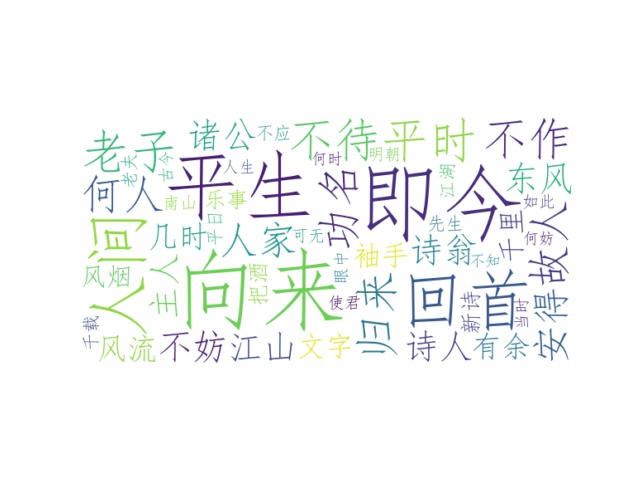 老子
诸公
不应
不待
平时
不作
老夫
古今
人生
何时
明朝
江湖
东风
何人
平生
功名
即今
南山
乐事
如此
人间
几时
平日
人家
可无
先生
千里
故人
何妨
袖手
诗翁
不知
风烟
主人
向来
把酒
眼中
归来
回首
新诗
当时
安得
使君
千载
风流
不妨
江山
文字
诗人
有余